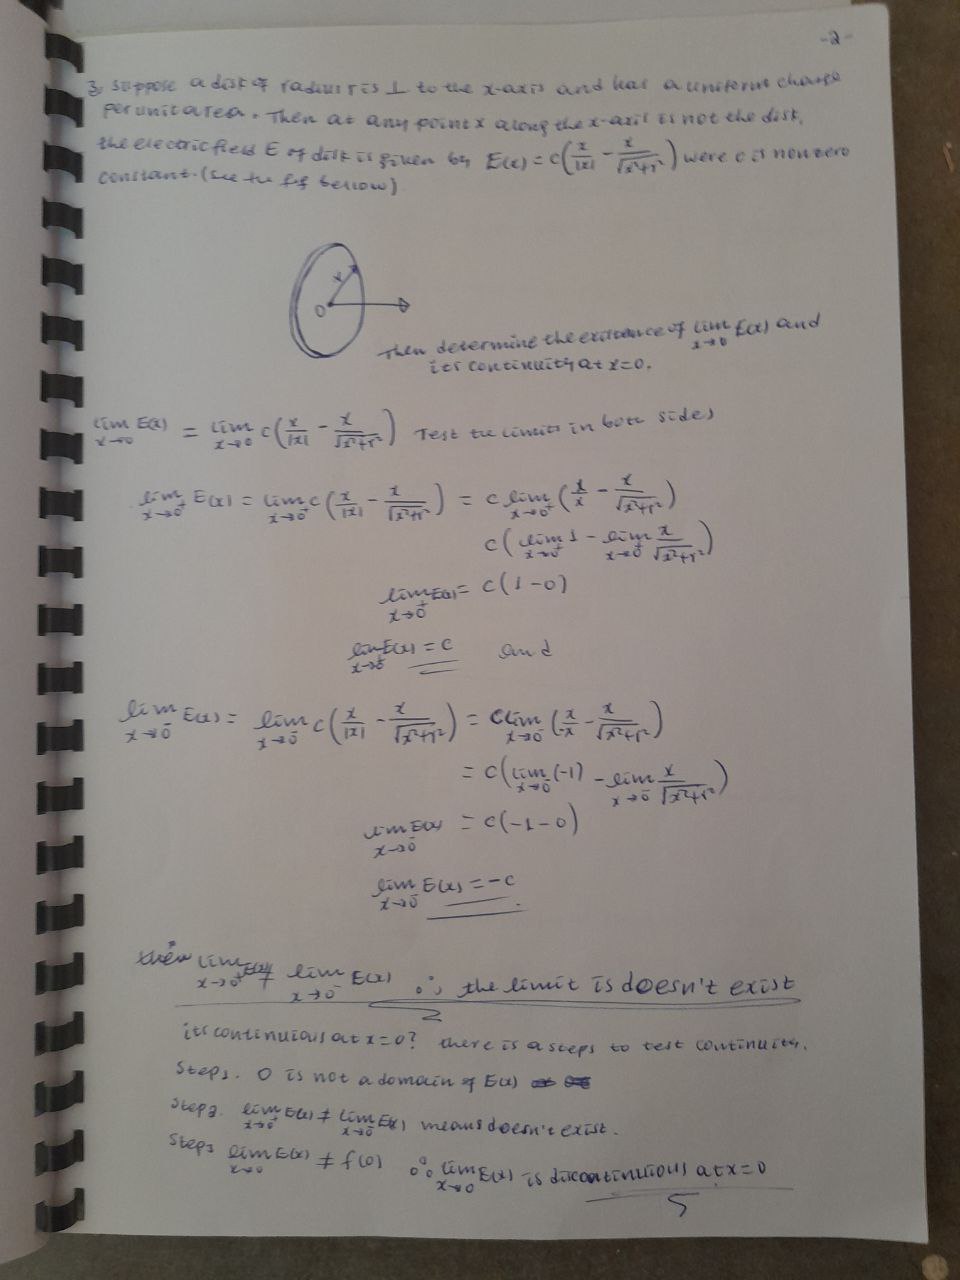 -2-
3. suppose a disk of radius r is ⊥ to the x-axis and has a uniform charge
per unit area. Then at any point x along the x-axis is not the disk,
the electric field E of disk is given by E(x) = c(x/|x| - x/√(x²+r²)) were c is nonzero
constant. (see the fig bellow)
r
0
Then determine the existance of lim x→0 E(x) and
its continuity at x=0.
lim x→0 E(x) = lim x→0 c(x/|x| - x/√(x²+r²)) Test the limits in both sides
lim x→0⁺ E(x) = lim x→0⁺ c(x/|x| - x/√(x²+r²)) = c lim x→0⁺ (x/x - x/√(x²+r²))
c(lim x→0⁺ 1 - lim x→0⁺ x/√(x²+r²))
lim x→0⁺ E(x) = c(1-0)
lim x→0⁺ E(x) = c and
lim x→0⁻ E(x) = lim x→0⁻ c(x/|x| - x/√(x²+r²)) = c lim x→0⁻ (x/-x - x/√(x²+r²))
= c(lim x→0⁻ (-1) - lim x→0⁻ x/√(x²+r²))
lim x→0⁻ E(x) = c(-1-0)
lim x→0⁻ E(x) = -c
then lim x→0⁺ E(x) ≠ lim x→0⁻ E(x) ∴ the limit is doesn't exist
its continuious at x=0? there is a steps to test continuity.
Step1. 0 is not a domain of E(x)
Step2. lim x→0⁺ E(x) ≠ lim x→0⁻ E(x) means doesn't exist.
Step3 lim x→0 E(x) ≠ f(0) ∴ lim x→0 E(x) is discontinuious at x=0